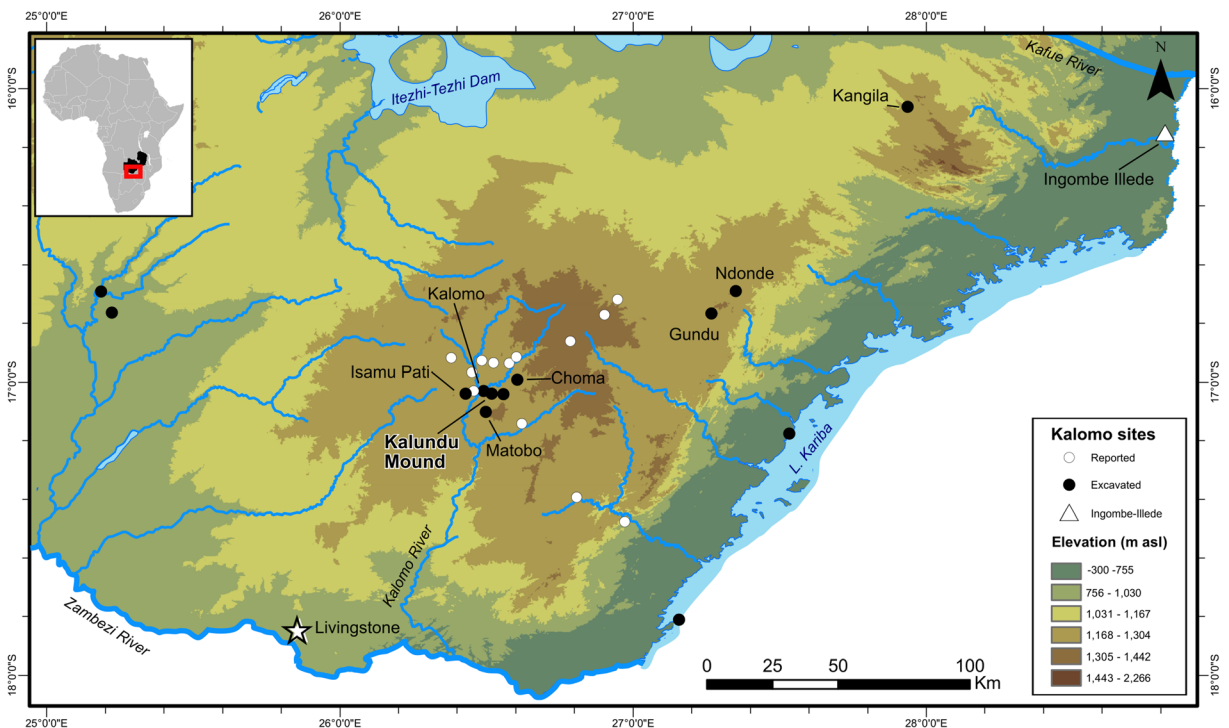 25°0'0"E
26°0'0"E
27°0'0"E
28°0'0"E
16°0'0"S
16°0'0"S
Itezhi-Tezhi Dam
Kafue River
N
Kangila
Ingombe Illede
Ndonde
Kalomo
Gundu
17°0'0"S
17°0'0"S
Isamu Pati
Choma
Kalundu
Mound
Matobo
L. Kariba
Kalomo River
Zambezi River
Livingstone
18°0'0"S
18°0'0"S
0
25
50
100
Km
Kalomo sites
Reported
Excavated
Ingombe-Illede
Elevation (m asl)
-300 -755
756 - 1,030
1,031 - 1,167
1,168 - 1,304
1,305 - 1,442
1,443 - 2,266
25°0'0"E
26°0'0"E
27°0'0"E
28°0'0"E